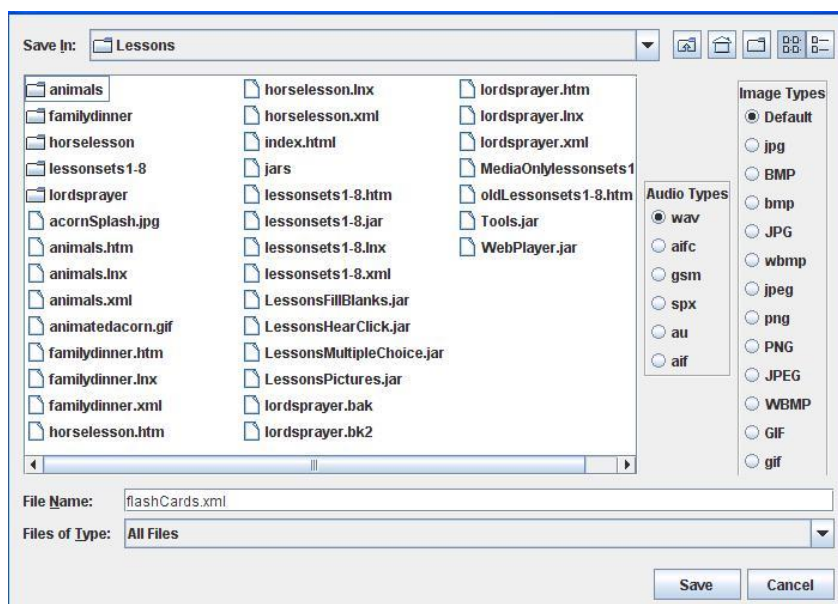 Save In: Lessons
animals
familydinner
horselesson
lessonsets1-8
lordsprayer
acornSplash.jpg
animals.htm
animals.lnx
animals.xml
animatedacorn.gif
familydinner.htm
familydinner.lnx
familydinner.xml
horselesson.htm
horselesson.lnx
horselesson.xml
index.html
jars
lessonsets1-8.htm
lessonsets1-8.jar
lessonsets1-8.lnx
lessonsets1-8.xml
LessonsFillBlanks.jar
LessonsHearClick.jar
LessonsMultipleChoice.jar
LessonsPictures.jar
lordsprayer.bak
lordsprayer.bk2
lordsprayer.htm
lordsprayer.lnx
lordsprayer.xml
MediaOnlylessonsets1
oldLessonsets1-8.htm
Tools.jar
WebPlayer.jar
Audio Types
wav
aifc
gsm
spx
au
aif
Image Types
Default
jpg
BMP
bmp
JPG
wbmp
jpeg
png
PNG
JPEG
WBMP
GIF
gif
File Name: flashCards.xml
Files of Type: All Files
Save Cancel